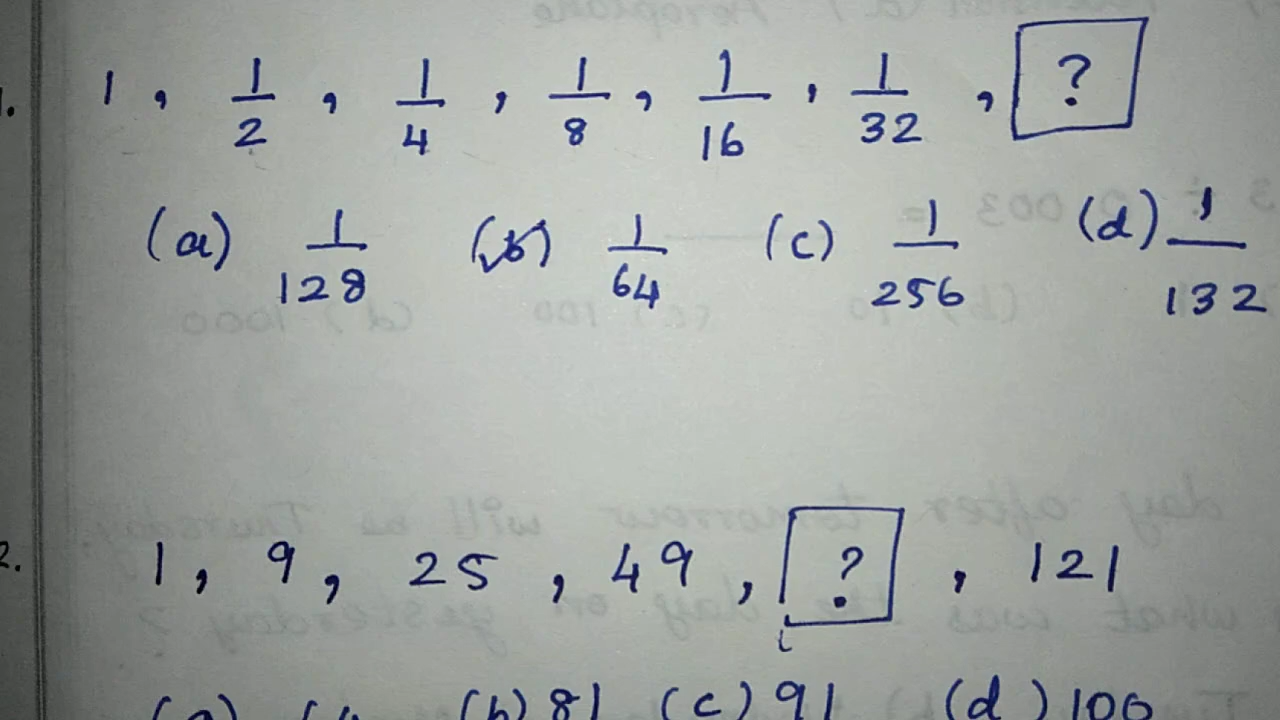 1. 1, 1/2, 1/4, 1/8, 1/16, 1/32, ?
(a) 1/128 (b) 1/64 (c) 1/256 (d) 1/132
2. 1, 9, 25, 49, ?, 121
(a) (b) 81 (c) 91 (d) 100